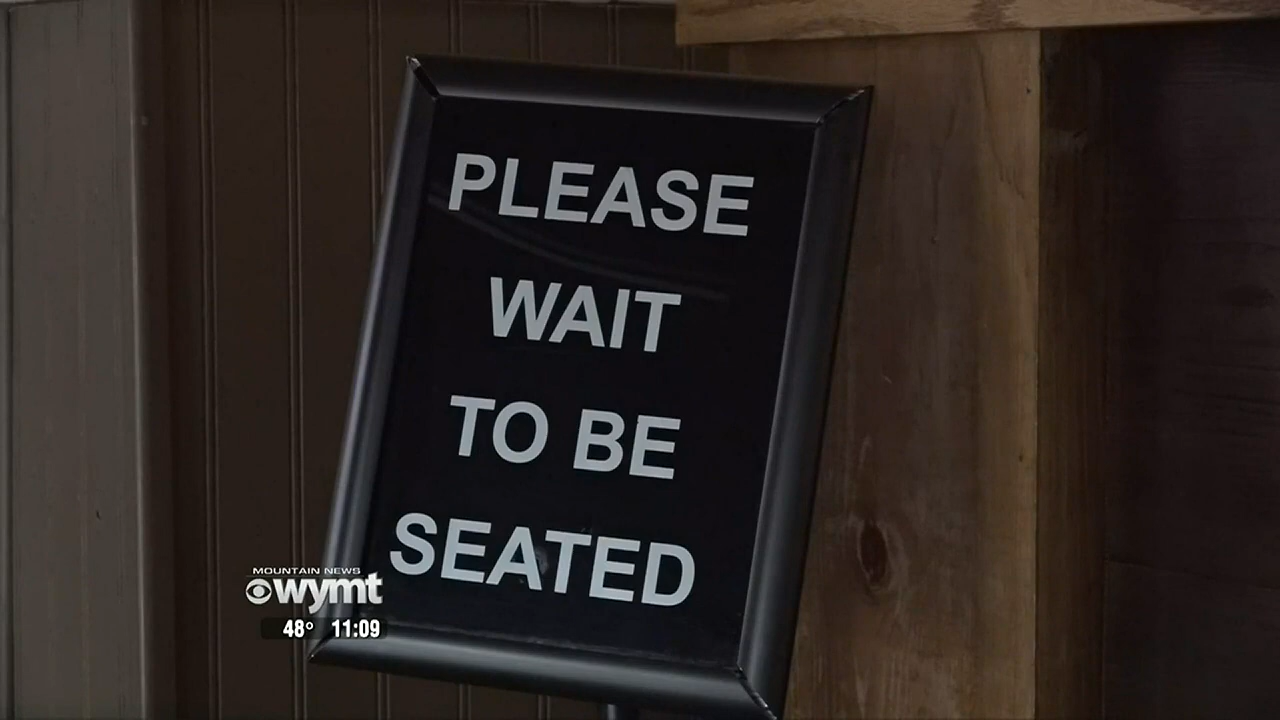 PLEASE
WAIT
TO BE
SEATED
MOUNTAIN NEWS
wymt
48° 11:09